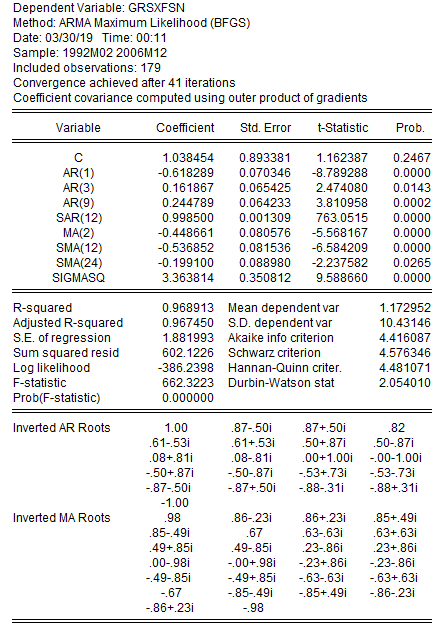 Dependent Variable: GRSXFSN
Method: ARMA Maximum Likelihood (BFGS)
Date: 03/30/19 Time: 00:11
Sample: 1992M02 2006M12
Included observations: 179
Convergence achieved after 41 iterations
Coefficient covariance computed using outer product of gradients
Variable Coefficient Std. Error t-Statistic Prob.
C 1.038454 0.893381 1.162387 0.2467
AR(1) -0.618289 0.070346 -8.789288 0.0000
AR(3) 0.161867 0.065425 2.474080 0.0143
AR(9) 0.244789 0.064233 3.810958 0.0002
SAR(12) 0.998500 0.001309 763.0515 0.0000
MA(2) -0.448661 0.080576 -5.568167 0.0000
SMA(12) -0.536852 0.081536 -6.584209 0.0000
SMA(24) -0.199100 0.088980 -2.237582 0.0265
SIGMASQ 3.363814 0.350812 9.588660 0.0000
R-squared 0.968913 Mean dependent var 1.172952
Adjusted R-squared 0.967450 S.D. dependent var 10.43146
S.E. of regression 1.881993 Akaike info criterion 4.416087
Sum squared resid 602.1226 Schwarz criterion 4.576346
Log likelihood -386.2398 Hannan-Quinn criter. 4.481071
F-statistic 662.3223 Durbin-Watson stat 2.054010
Prob(F-statistic) 0.000000
Inverted AR Roots 1.00 .87-.50i .87+.50i .82
.61-.53i .61+.53i .50+.87i .50-.87i
.08+.81i .08-.81i .00+1.00i -.00-1.00i
-.50+.87i -.50-.87i -.53+.73i -.53-.73i
-.87-.50i -.87+.50i -.88-.31i -.88+.31i
-1.00
Inverted MA Roots .98 .86-.23i .86+.23i .85+.49i
.85-.49i .67 .63-.63i .63+.63i
.49+.85i .49-.85i .23-.86i .23+.86i
.00-.98i -.00+.98i -.23+.86i -.23-.86i
-.49-.85i -.49+.85i -.63-.63i -.63+.63i
-.67 -.85-.49i -.85+.49i -.86-.23i
-.86+.23i -.98